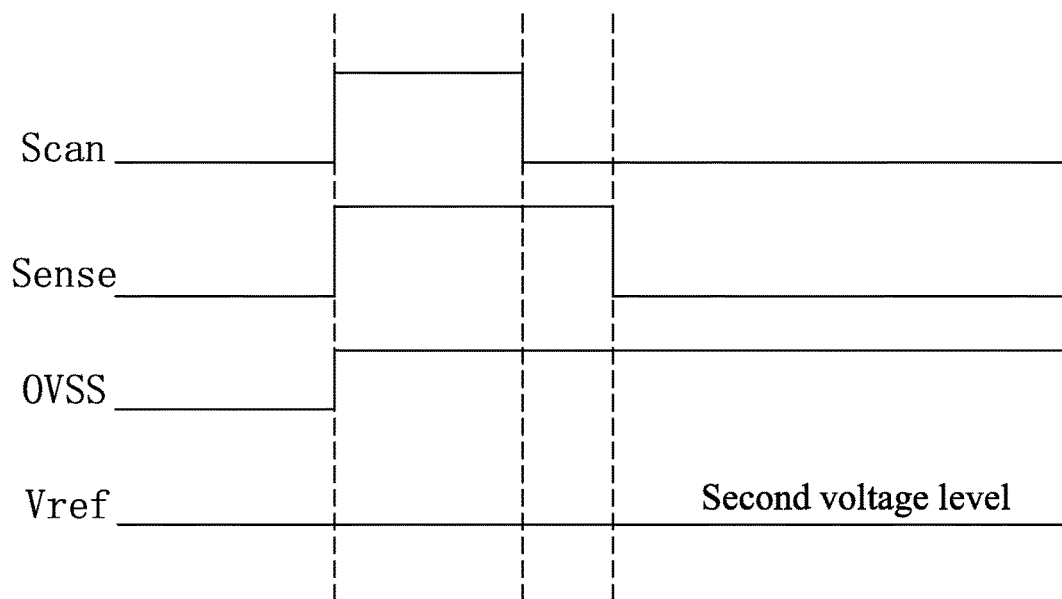 Scan
Sense
OVSS
Vref
Second voltage level